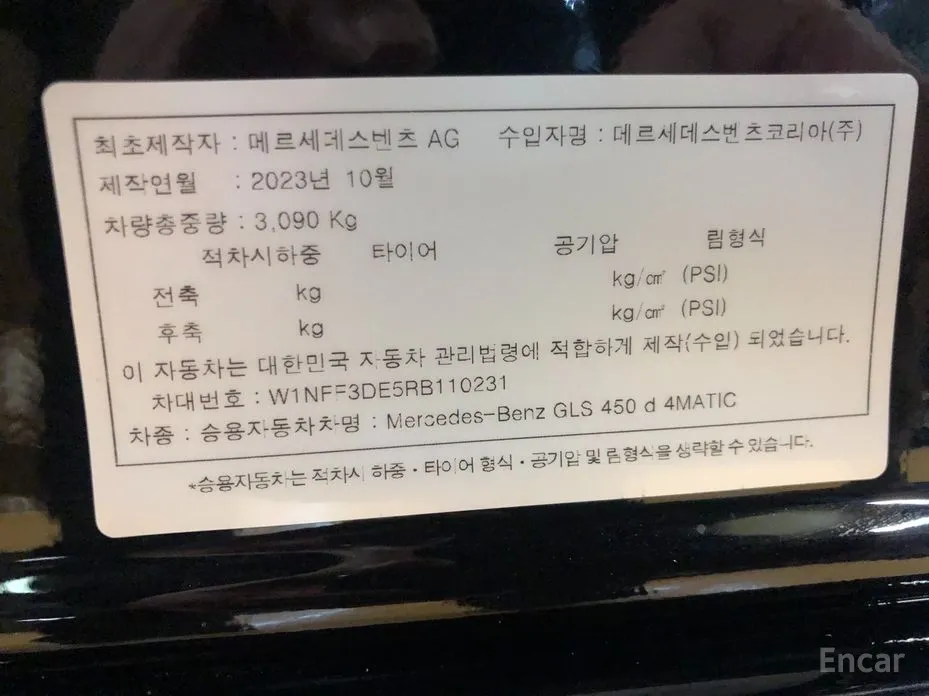 최초제작자 : 메르세데스벤츠 AG 수입자명 : 메르세데스벤츠코리아(주)
제작연월 : 2023년 10월
차량총중량 : 3,090 Kg
적차시하중 타이어 공기압 림형식
전축 kg kg/㎠ (PSI)
후축 kg kg/㎠ (PSI)
이 자동차는 대한민국 자동차 관리법령에 적합하게 제작(수입) 되었습니다.
차대번호 : W1NFF3DE5RB110231
차종 : 승용자동차차명 : Mercedes-Benz GLS 450 d 4MATIC
*승용자동차는 적차시 하중·타이어 형식·공기압 및 림형식을 생략할 수 있습니다.
Encar